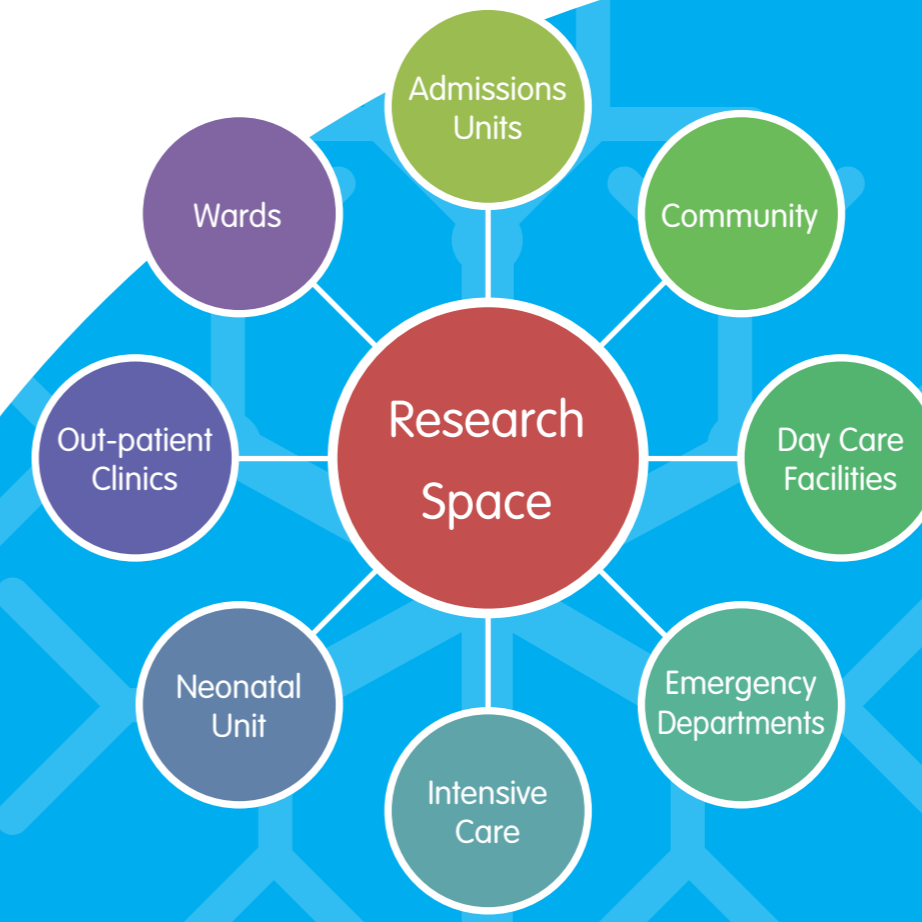 Admissions
Units
Wards
Community
Research
Space
Out-patient
Clinics
Day Care
Facilities
Neonatal
Unit
Emergency
Departments
Intensive
Care